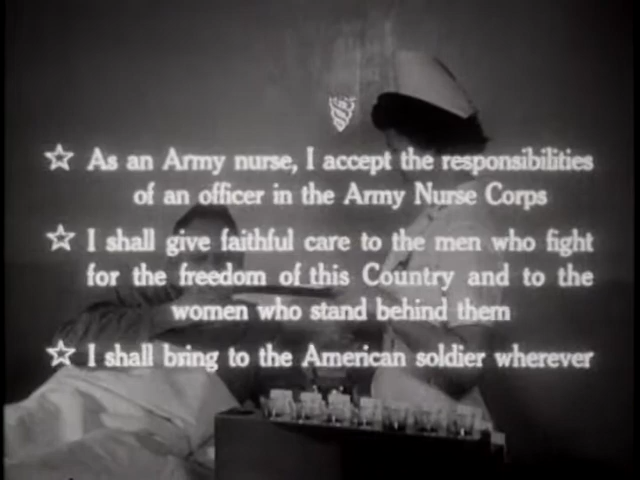 ☆ As an Army nurse, I accept the responsibilities
of an officer in the Army Nurse Corps
☆ I shall give faithful care to the men who fight
for the freedom of this Country and to the
women who stand behind them
☆ I shall bring to the American soldier wherever